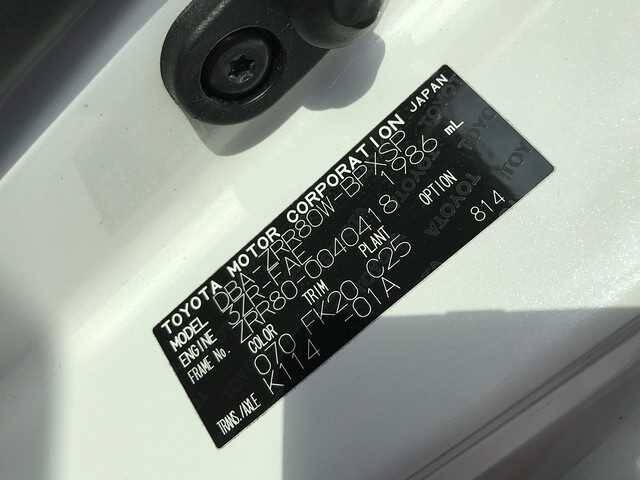 TOYOTA MOTOR CORPORATION JAPAN
MODEL DBA-ZRR80W-BPXSP
ENGINE 3ZR-FAE 1986 mL
FRAME No. ZRR80-0040418
COLOR TRIM PLANT OPTION
070 FK20 C25 814
TRANS./AXLE K114 -01A